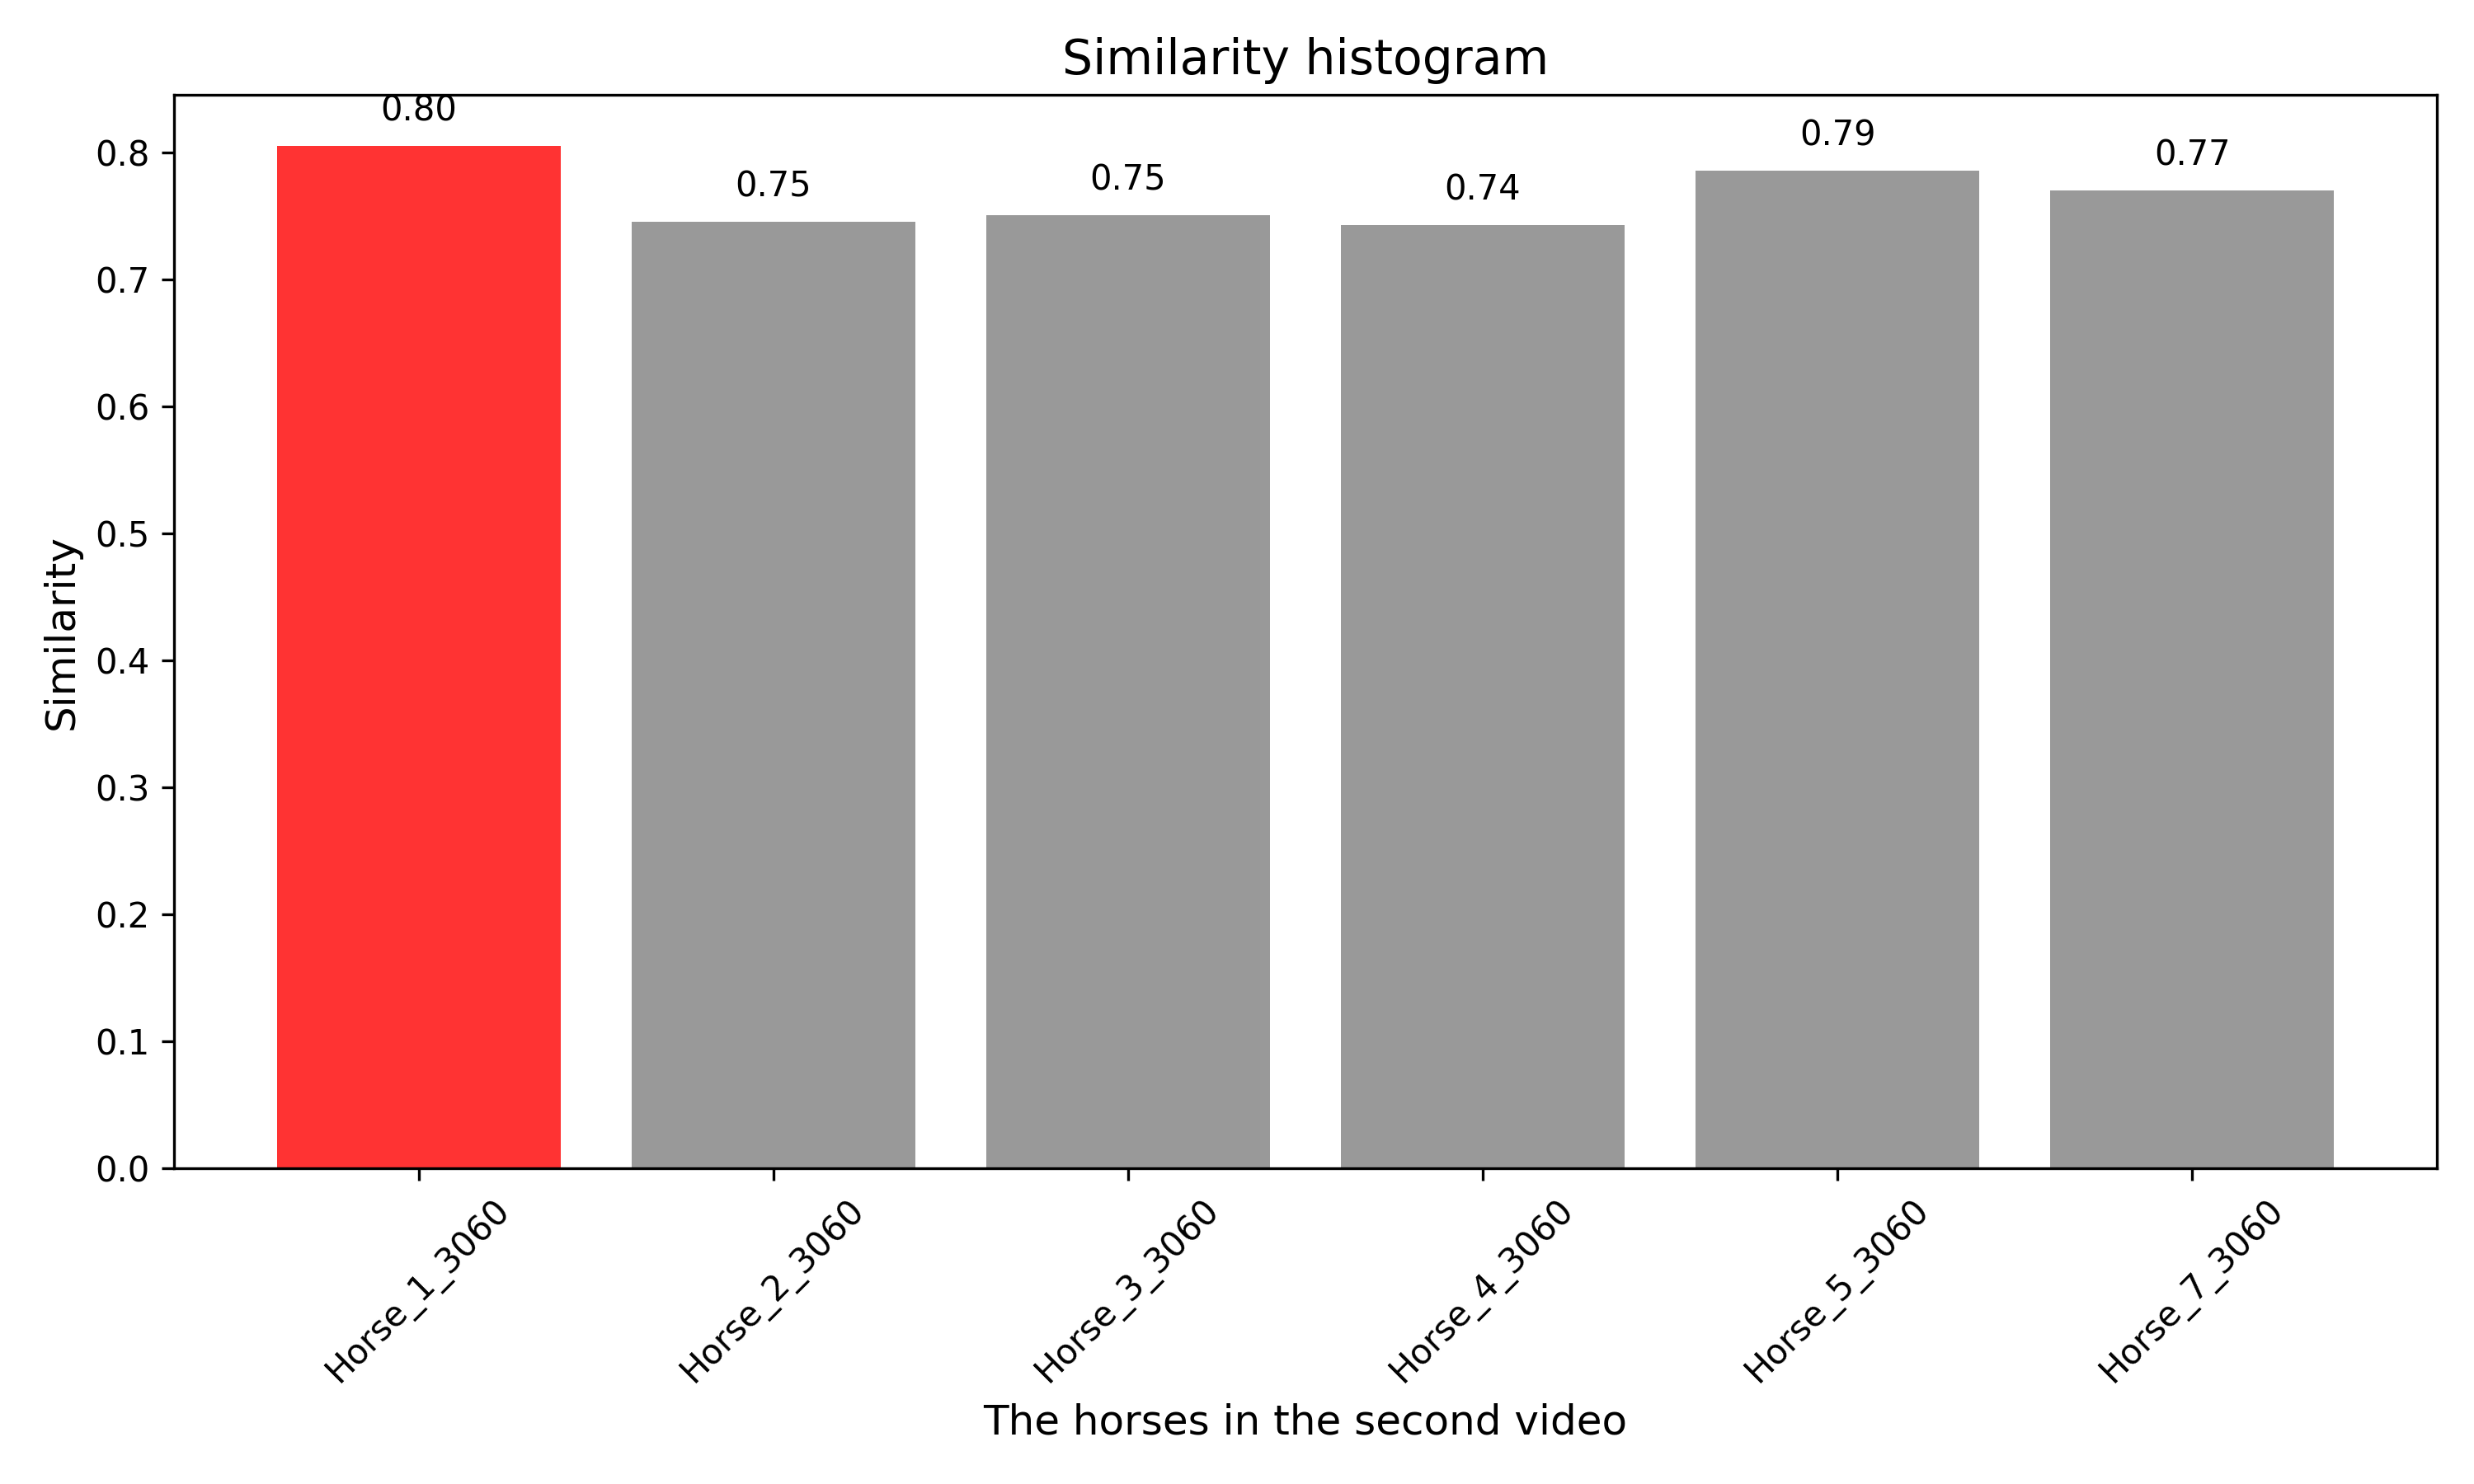 Similarity histogram
0.80
0.75
0.75
0.74
0.79
0.77
0.8
0.7
0.6
0.5
0.4
0.3
0.2
0.1
0.0
Similarity
Horse_1_3060
Horse_2_3060
Horse_3_3060
Horse_4_3060
Horse_5_3060
Horse_7_3060
The horses in the second video